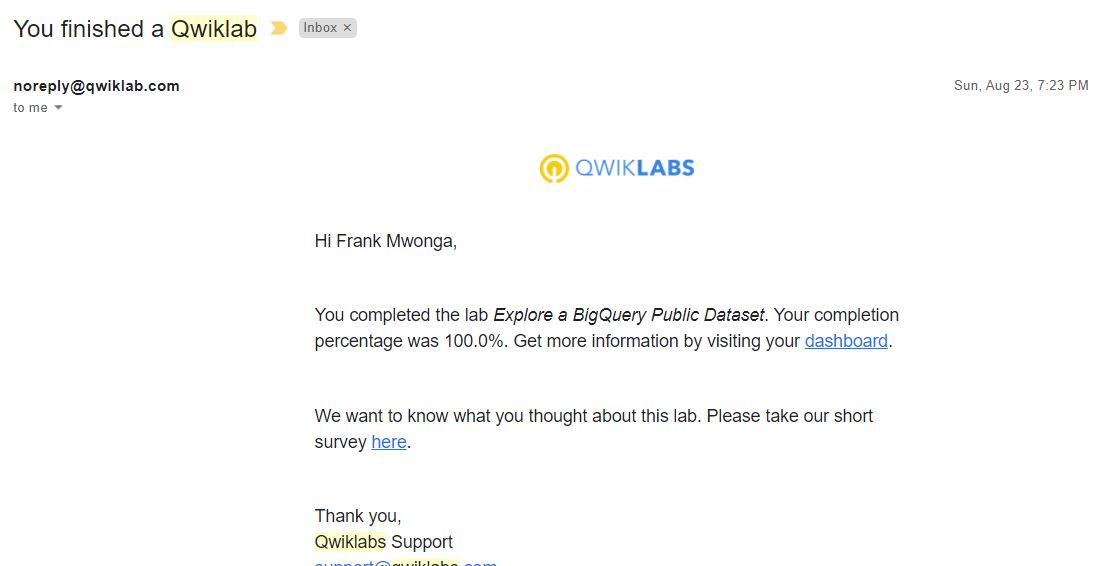 You finished a Qwiklab Inbox ×
noreply@qwiklab.com Sun, Aug 23, 7:23 PM
to me
QWIKLABS
Hi Frank Mwonga,
You completed the lab Explore a BigQuery Public Dataset. Your completion
percentage was 100.0%. Get more information by visiting your dashboard.
We want to know what you thought about this lab. Please take our short
survey here.
Thank you,
Qwiklabs Support
support@qwiklabs.com